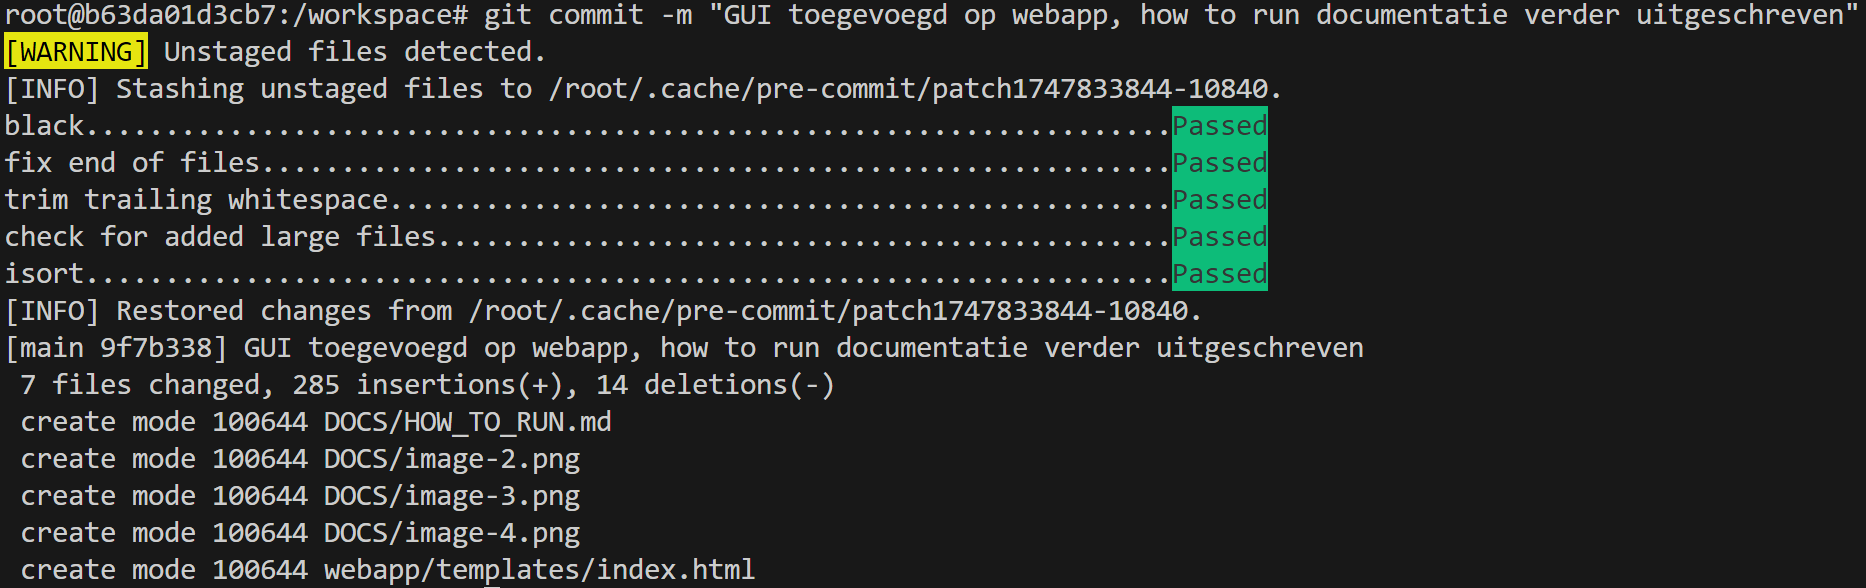 root@b63da01d3cb7:/workspace# git commit -m "GUI toegevoegd op webapp, how to run documentatie verder uitgeschreven"
[WARNING] Unstaged files detected.
[INFO] Stashing unstaged files to /root/.cache/pre-commit/patch1747833844-10840.
black....................................................................Passed
fix end of files.........................................................Passed
trim trailing whitespace.................................................Passed
check for added large files..............................................Passed
isort....................................................................Passed
[INFO] Restored changes from /root/.cache/pre-commit/patch1747833844-10840.
[main 9f7b338] GUI toegevoegd op webapp, how to run documentatie verder uitgeschreven
 7 files changed, 285 insertions(+), 14 deletions(-)
 create mode 100644 DOCS/HOW_TO_RUN.md
 create mode 100644 DOCS/image-2.png
 create mode 100644 DOCS/image-3.png
 create mode 100644 DOCS/image-4.png
 create mode 100644 webapp/templates/index.html